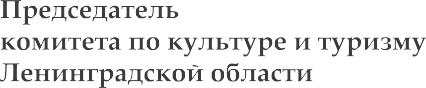 Председатель
комитета по культуре и туризму
Ленинградской области